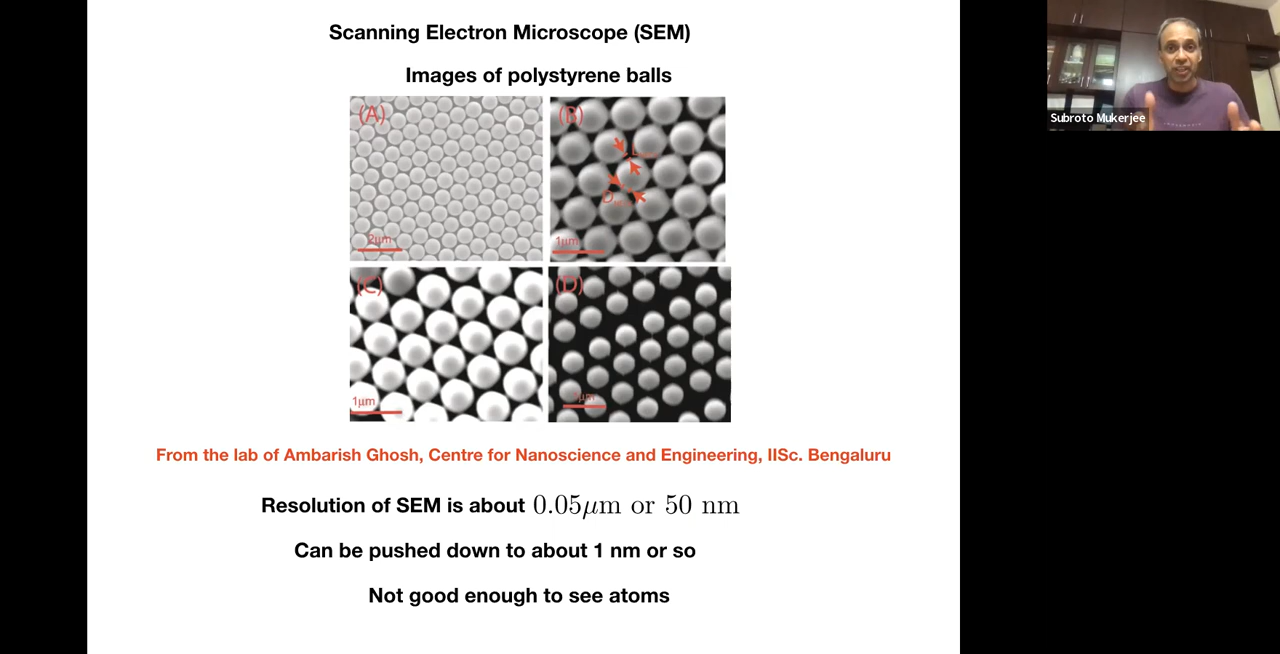 Scanning Electron Microscope (SEM)
Images of polystyrene balls
(A)
(B)
2μm
1μm
(C)
(D)
1μm
From the lab of Ambarish Ghosh, Centre for Nanoscience and Engineering, IISc. Bengaluru
Resolution of SEM is about 0.05μm or 50 nm
Can be pushed down to about 1 nm or so
Not good enough to see atoms
Subroto Mukerjee